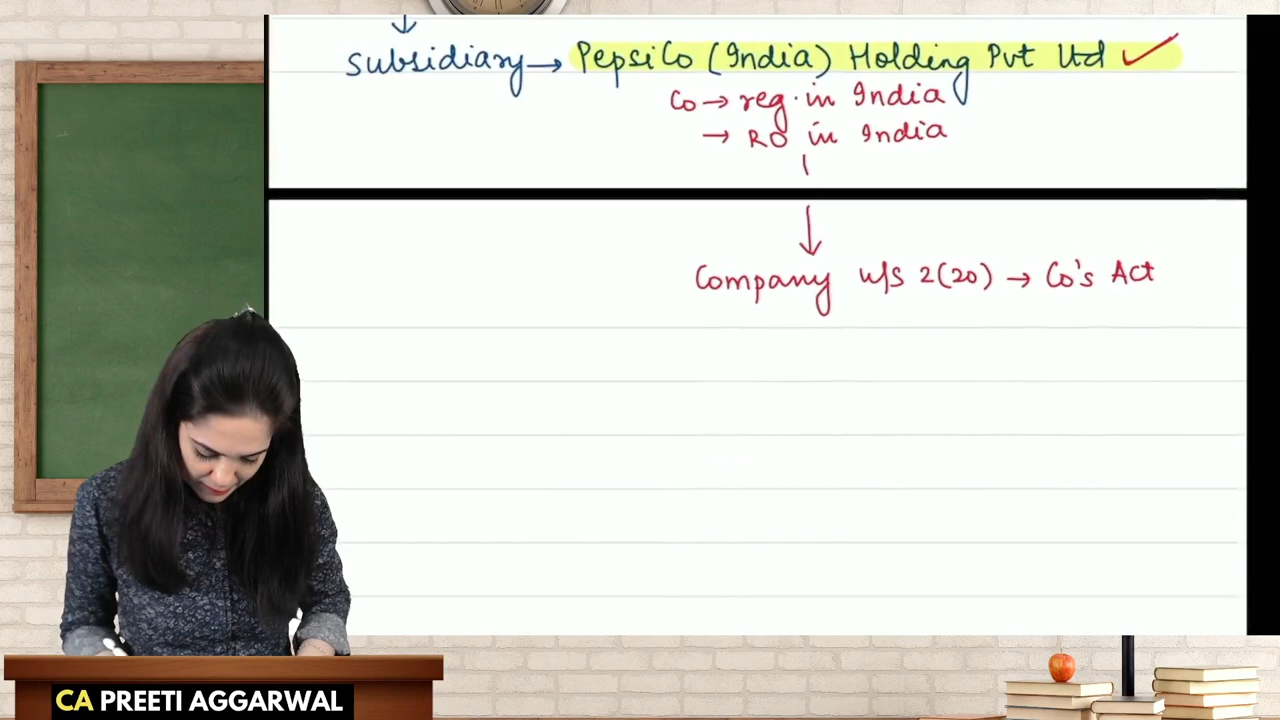 subsidiary → PepsiCo (India) Holding Pvt Ltd ✓
Co → reg. in India
→ RO in India
Company u/s 2(20) → Co's Act
CA PREETI AGGARWAL